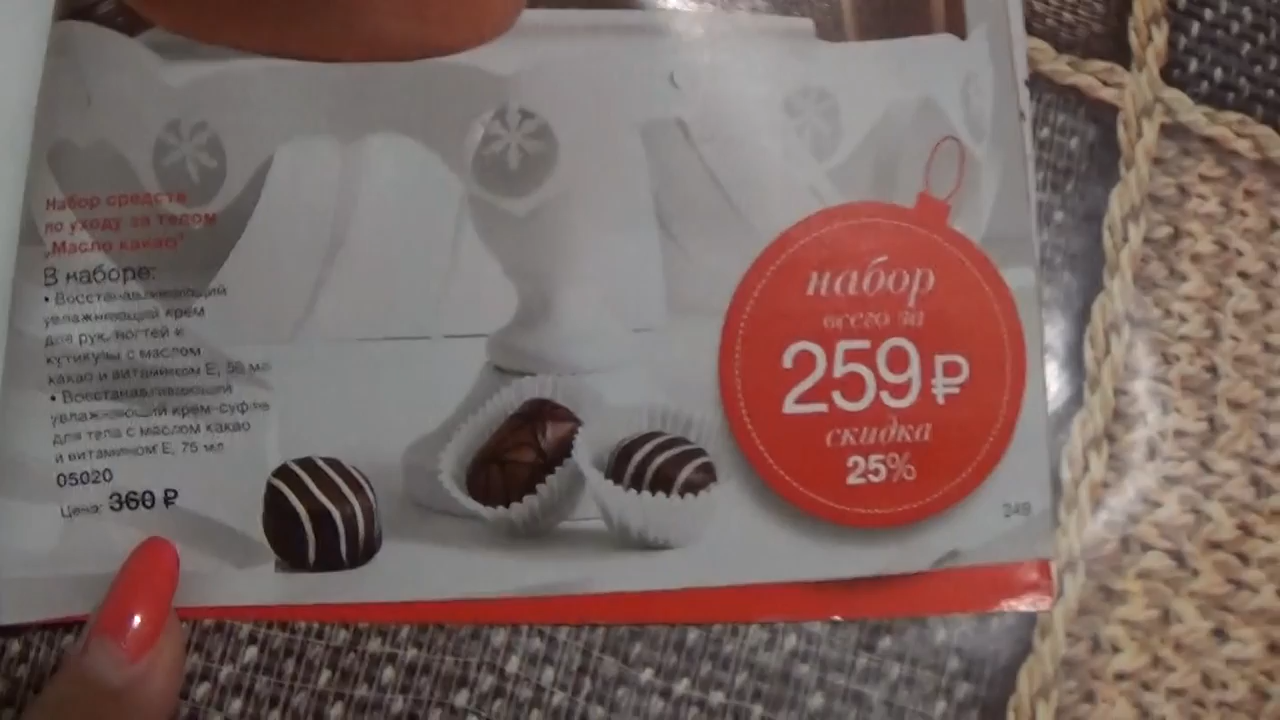 Набор средств
по уходу за телом
„Масло какао"
В наборе:
• Восстанавливающий
увлажняющий крем
для рук, ногтей и
кутикулы с маслом
какао и витамином Е, 50 мл
• Восстанавливающий
увлажняющий крем-суфле
для тела с маслом какао
и витамином Е, 75 мл
05020
Цена: 360 ₽
набор
всего за
259 ₽
скидка
25%
249